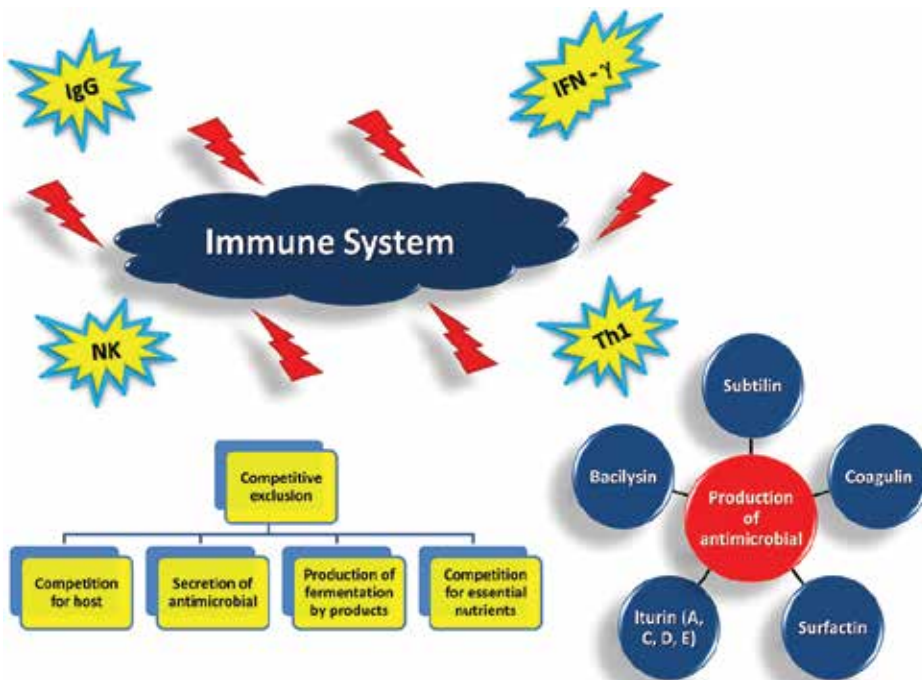 IgG
IFN - γ
Immune System
NK
Th1
Competitive
exclusion
Competition
for host
Secretion of
antimicrobial
Production of
fermentation
by products
Competition
for essential
nutrients
Subtilin
Bacilysin
Coagulin
Production
of
antimicrobial
Iturin (A,
C, D, E)
Surfactin